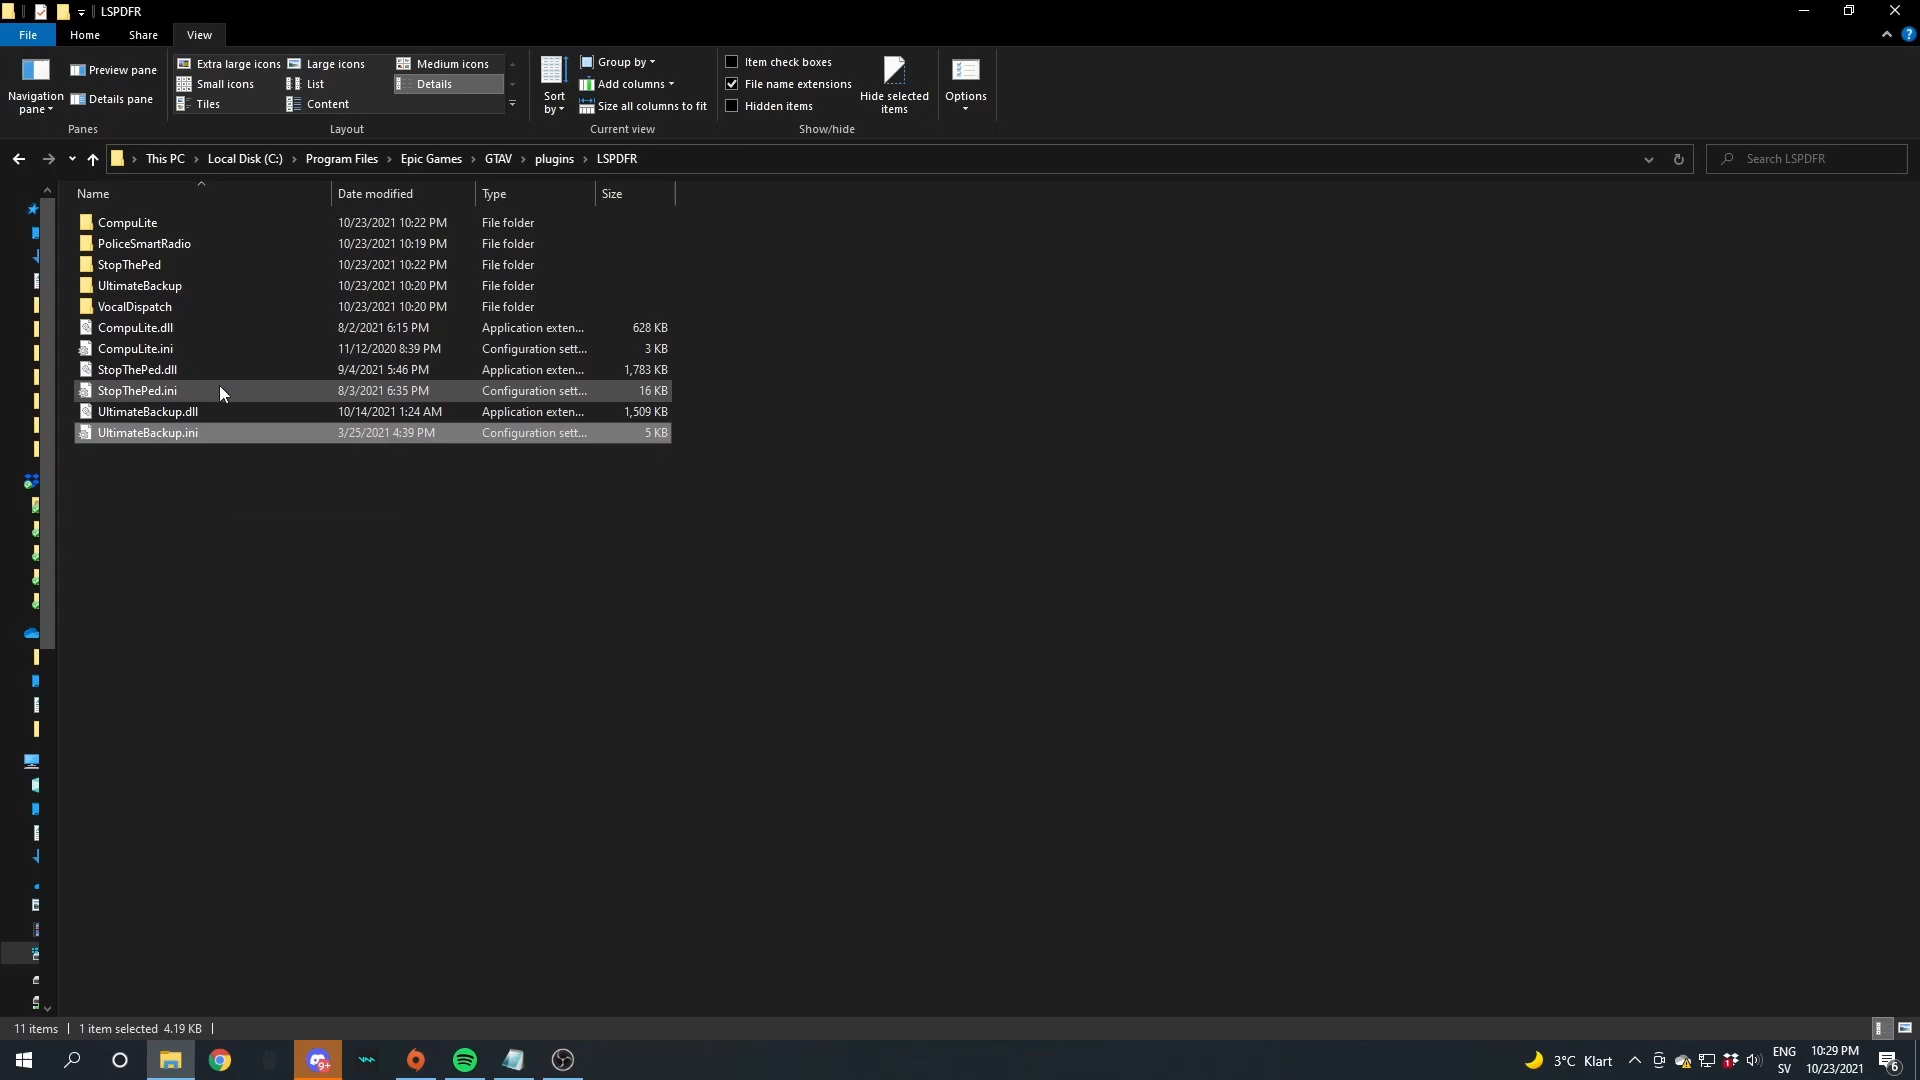 LSPDFR
File Home Share View
Navigation pane
Preview pane
Details pane
Panes
Extra large icons Large icons Medium icons
Small icons List Details
Tiles Content
Layout
Sort by
Group by
Add columns
Size all columns to fit
Current view
Item check boxes
File name extensions
Hidden items
Hide selected items
Show/hide
Options
This PC › Local Disk (C:) › Program Files › Epic Games › GTAV › plugins › LSPDFR
Search LSPDFR
Name Date modified Type Size
CompuLite 10/23/2021 10:22 PM File folder
PoliceSmartRadio 10/23/2021 10:19 PM File folder
StopThePed 10/23/2021 10:22 PM File folder
UltimateBackup 10/23/2021 10:20 PM File folder
VocalDispatch 10/23/2021 10:20 PM File folder
CompuLite.dll 8/2/2021 6:15 PM Application exten... 628 KB
CompuLite.ini 11/12/2020 8:39 PM Configuration sett... 3 KB
StopThePed.dll 9/4/2021 5:46 PM Application exten... 1,783 KB
StopThePed.ini 8/3/2021 6:35 PM Configuration sett... 16 KB
UltimateBackup.dll 10/14/2021 1:24 AM Application exten... 1,509 KB
UltimateBackup.ini 3/25/2021 4:39 PM Configuration sett... 5 KB
11 items 1 item selected 4.19 KB
9+
3°C Klart
1
ENG
SV
10:29 PM
10/23/2021
6